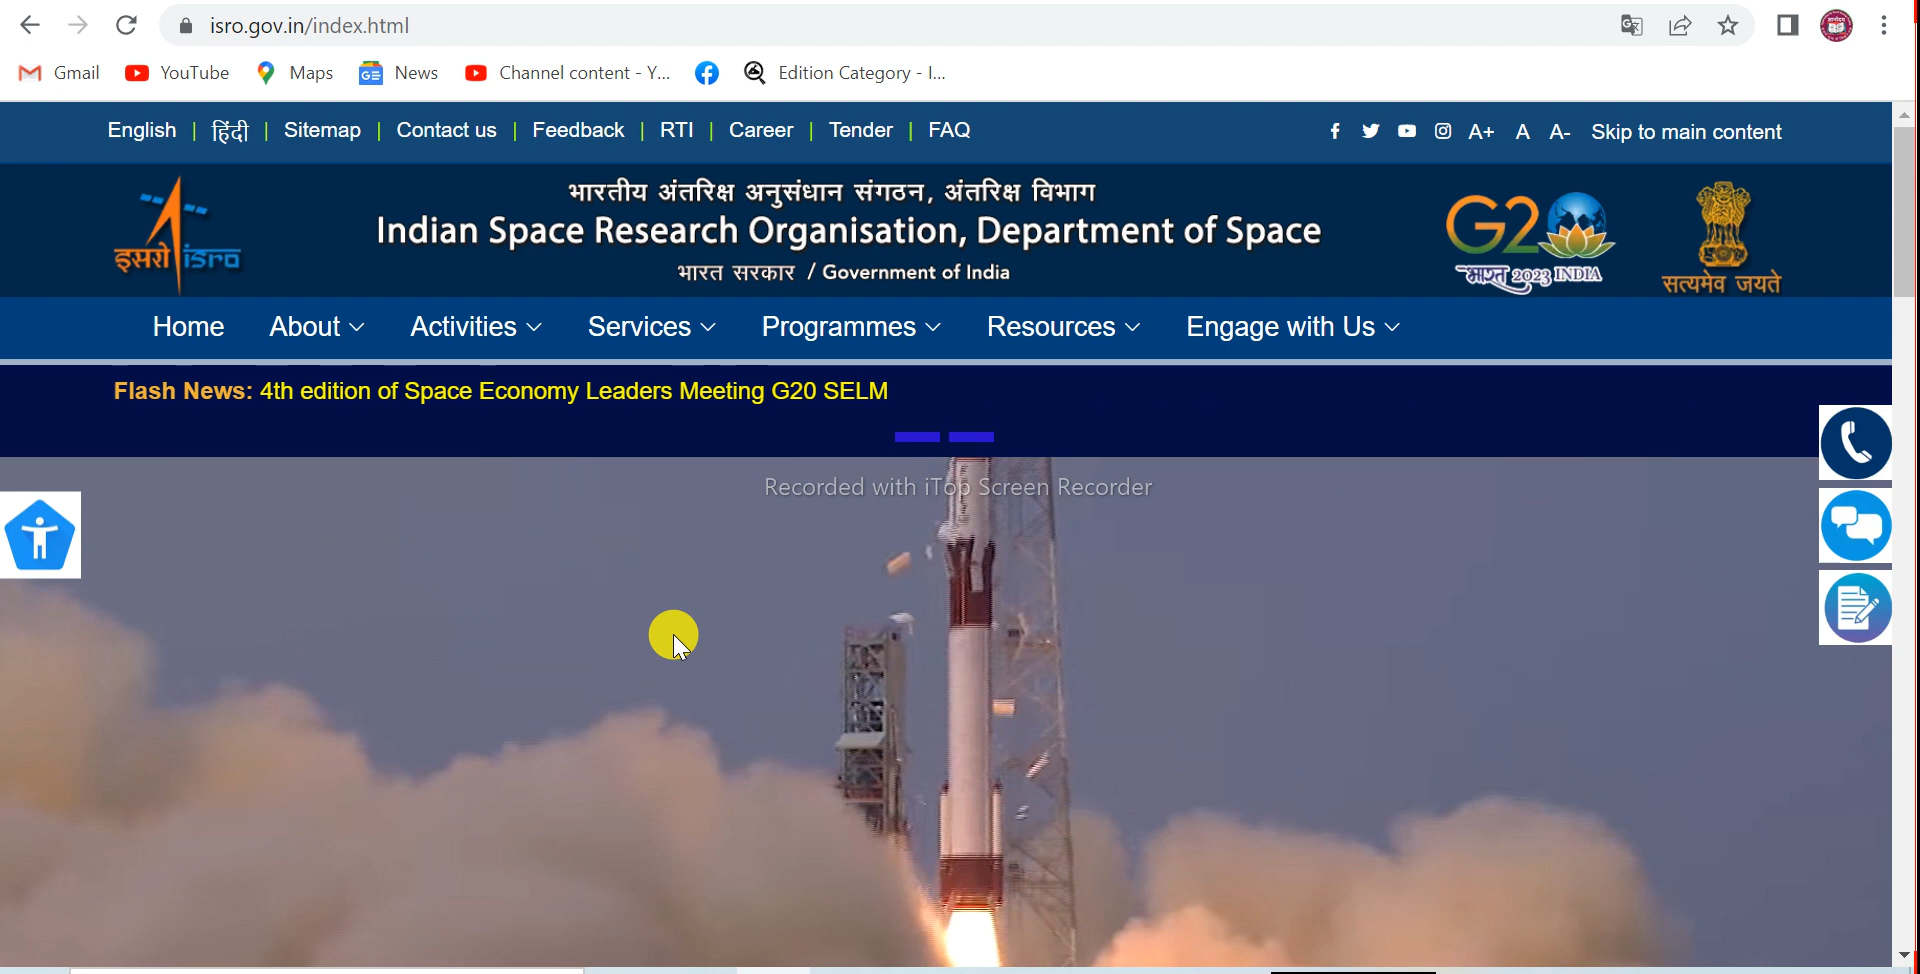 isro.gov.in/index.html
Gmail YouTube Maps News Channel content - Y... Edition Category - I...
English | हिंदी | Sitemap | Contact us | Feedback | RTI | Career | Tender | FAQ A+ A A- Skip to main content
भारतीय अंतरिक्ष अनुसंधान संगठन, अंतरिक्ष विभाग
Indian Space Research Organisation, Department of Space
भारत सरकार / Government of India
इसरो isro
G20
भारत 2023 INDIA
सत्यमेव जयते
Home About Activities Services Programmes Resources Engage with Us
Flash News: 4th edition of Space Economy Leaders Meeting G20 SELM
Recorded with iTop Screen Recorder